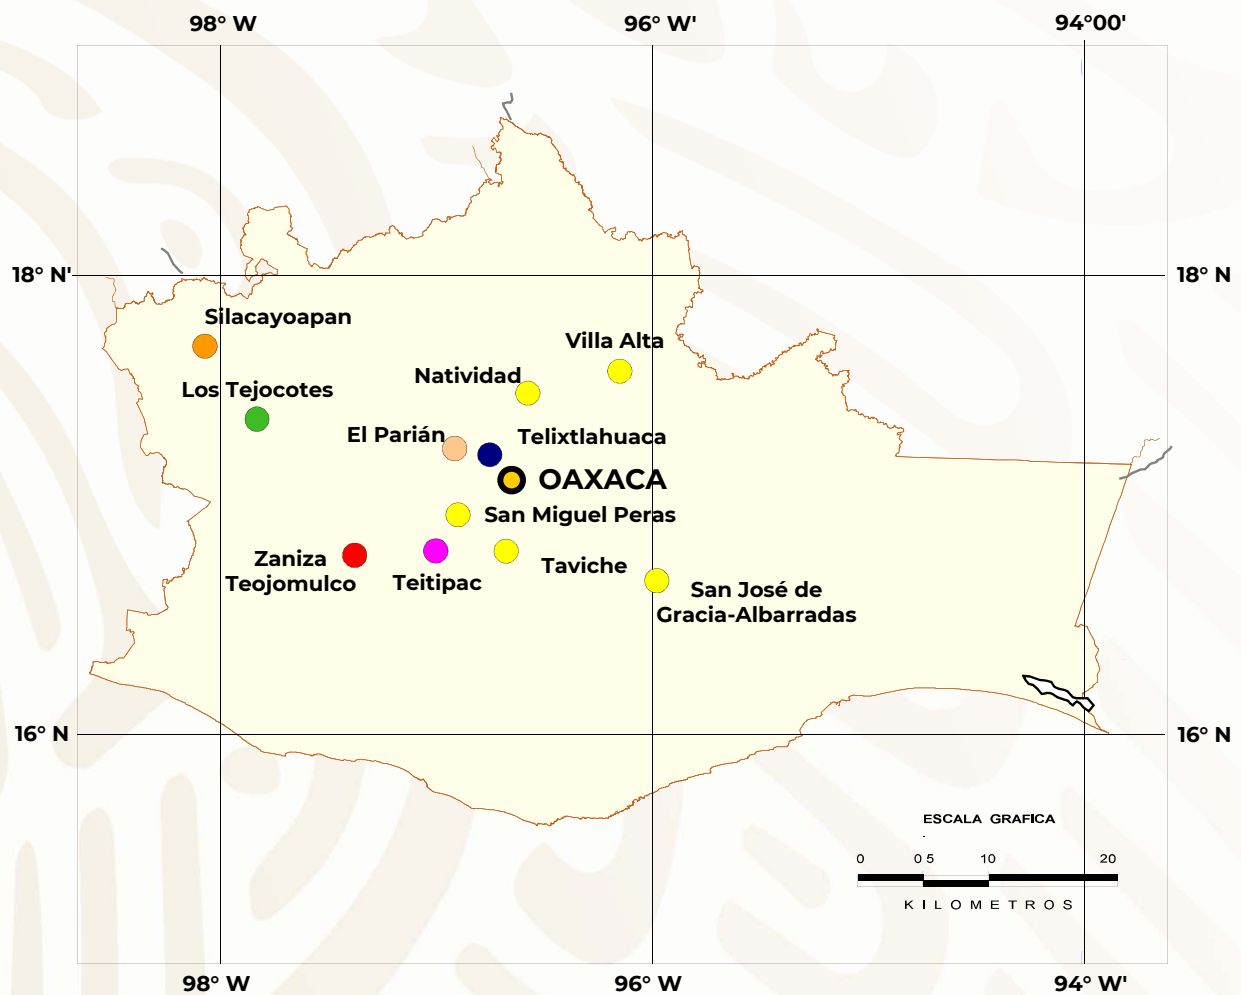 98° W
96° W'
94°00'
18° N'
18° N
Silacayoapan
Villa Alta
Natividad
Los Tejocotes
El Parián
Telixtlahuaca
OAXACA
San Miguel Peras
Zaniza
Teojomulco
Teitipac
Taviche
San José de
Gracia-Albarradas
16° N
16° N
ESCALA GRAFICA
0 0 5 10 20
KILOMETROS
98° W
96° W
94° W'